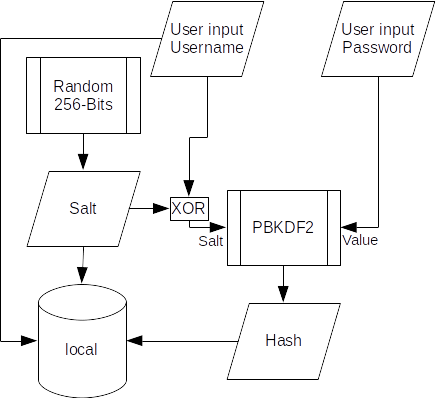 User input
Username
User input
Password
Random
256-Bits
Salt
XOR
Salt
PBKDF2
Value
local
Hash